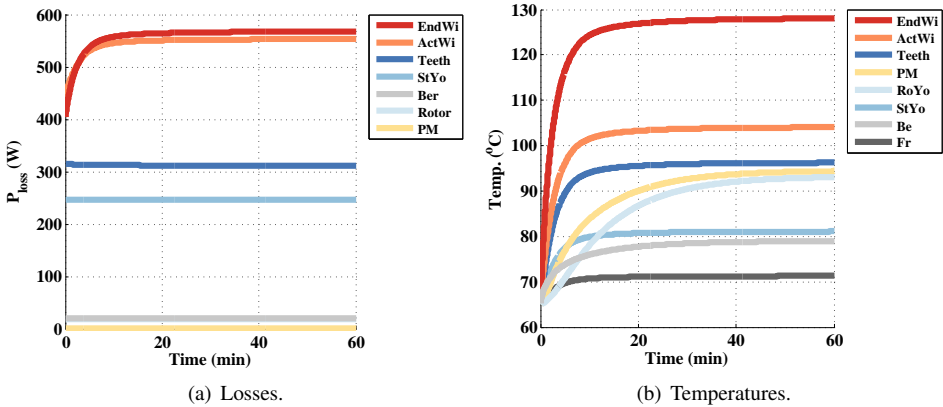 600
500
400
300
200
100
0
P_loss (W)
0
20
40
60
Time (min)
EndWi
ActWi
Teeth
StYo
Ber
Rotor
PM
(a) Losses.
130
120
110
100
90
80
70
60
Temp. (°C)
0
20
40
60
Time (min)
EndWi
ActWi
Teeth
PM
RoYo
StYo
Be
Fr
(b) Temperatures.